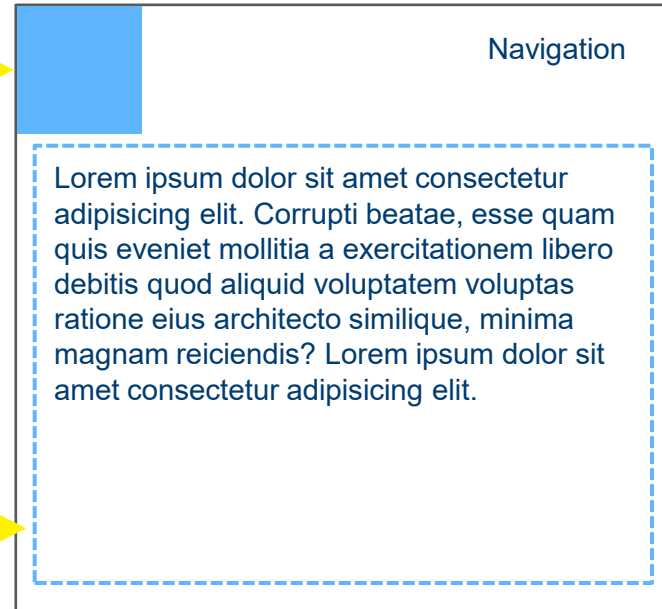 Navigation
Lorem ipsum dolor sit amet consectetur
adipisicing elit. Corrupti beatae, esse quam
quis eveniet mollitia a exercitationem libero
debitis quod aliquid voluptatem voluptas
ratione eius architecto similique, minima
magnam reiciendis? Lorem ipsum dolor sit
amet consectetur adipisicing elit.